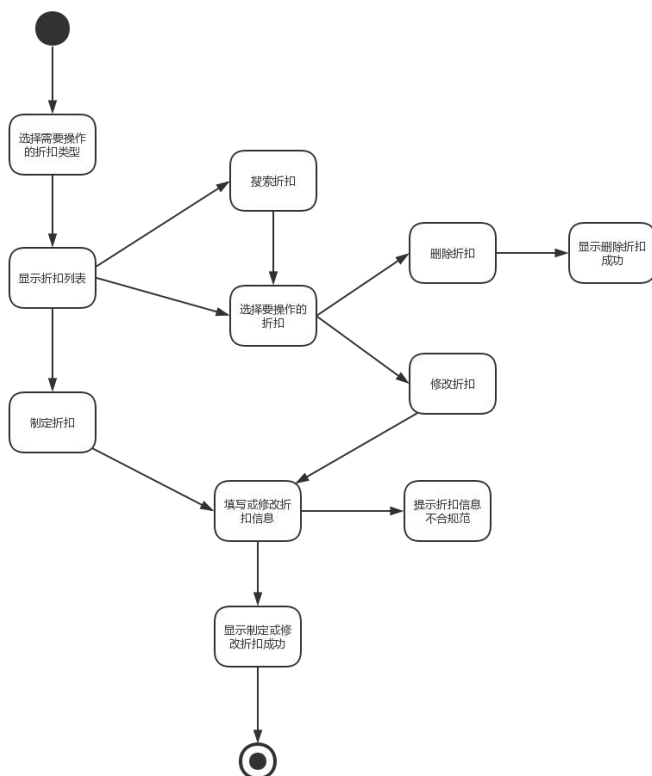 选择需要操作
的折扣类型
搜索折扣
显示折扣列表
选择要操作的
折扣
删除折扣
显示删除折扣
成功
修改折扣
制定折扣
填写或修改折
扣信息
提示折扣信息
不合规范
显示制定或修
改折扣成功